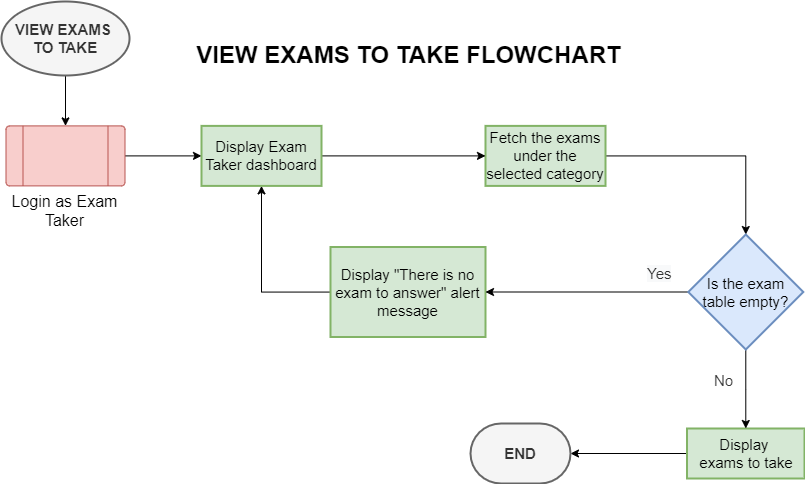 VIEW EXAMS
TO TAKE
VIEW EXAMS TO TAKE FLOWCHART
Login as Exam
Taker
Display Exam
Taker dashboard
Fetch the exams
under the
selected category
Is the exam
table empty?
Yes
Display "There is no
exam to answer" alert
message
No
Display
exams to take
END